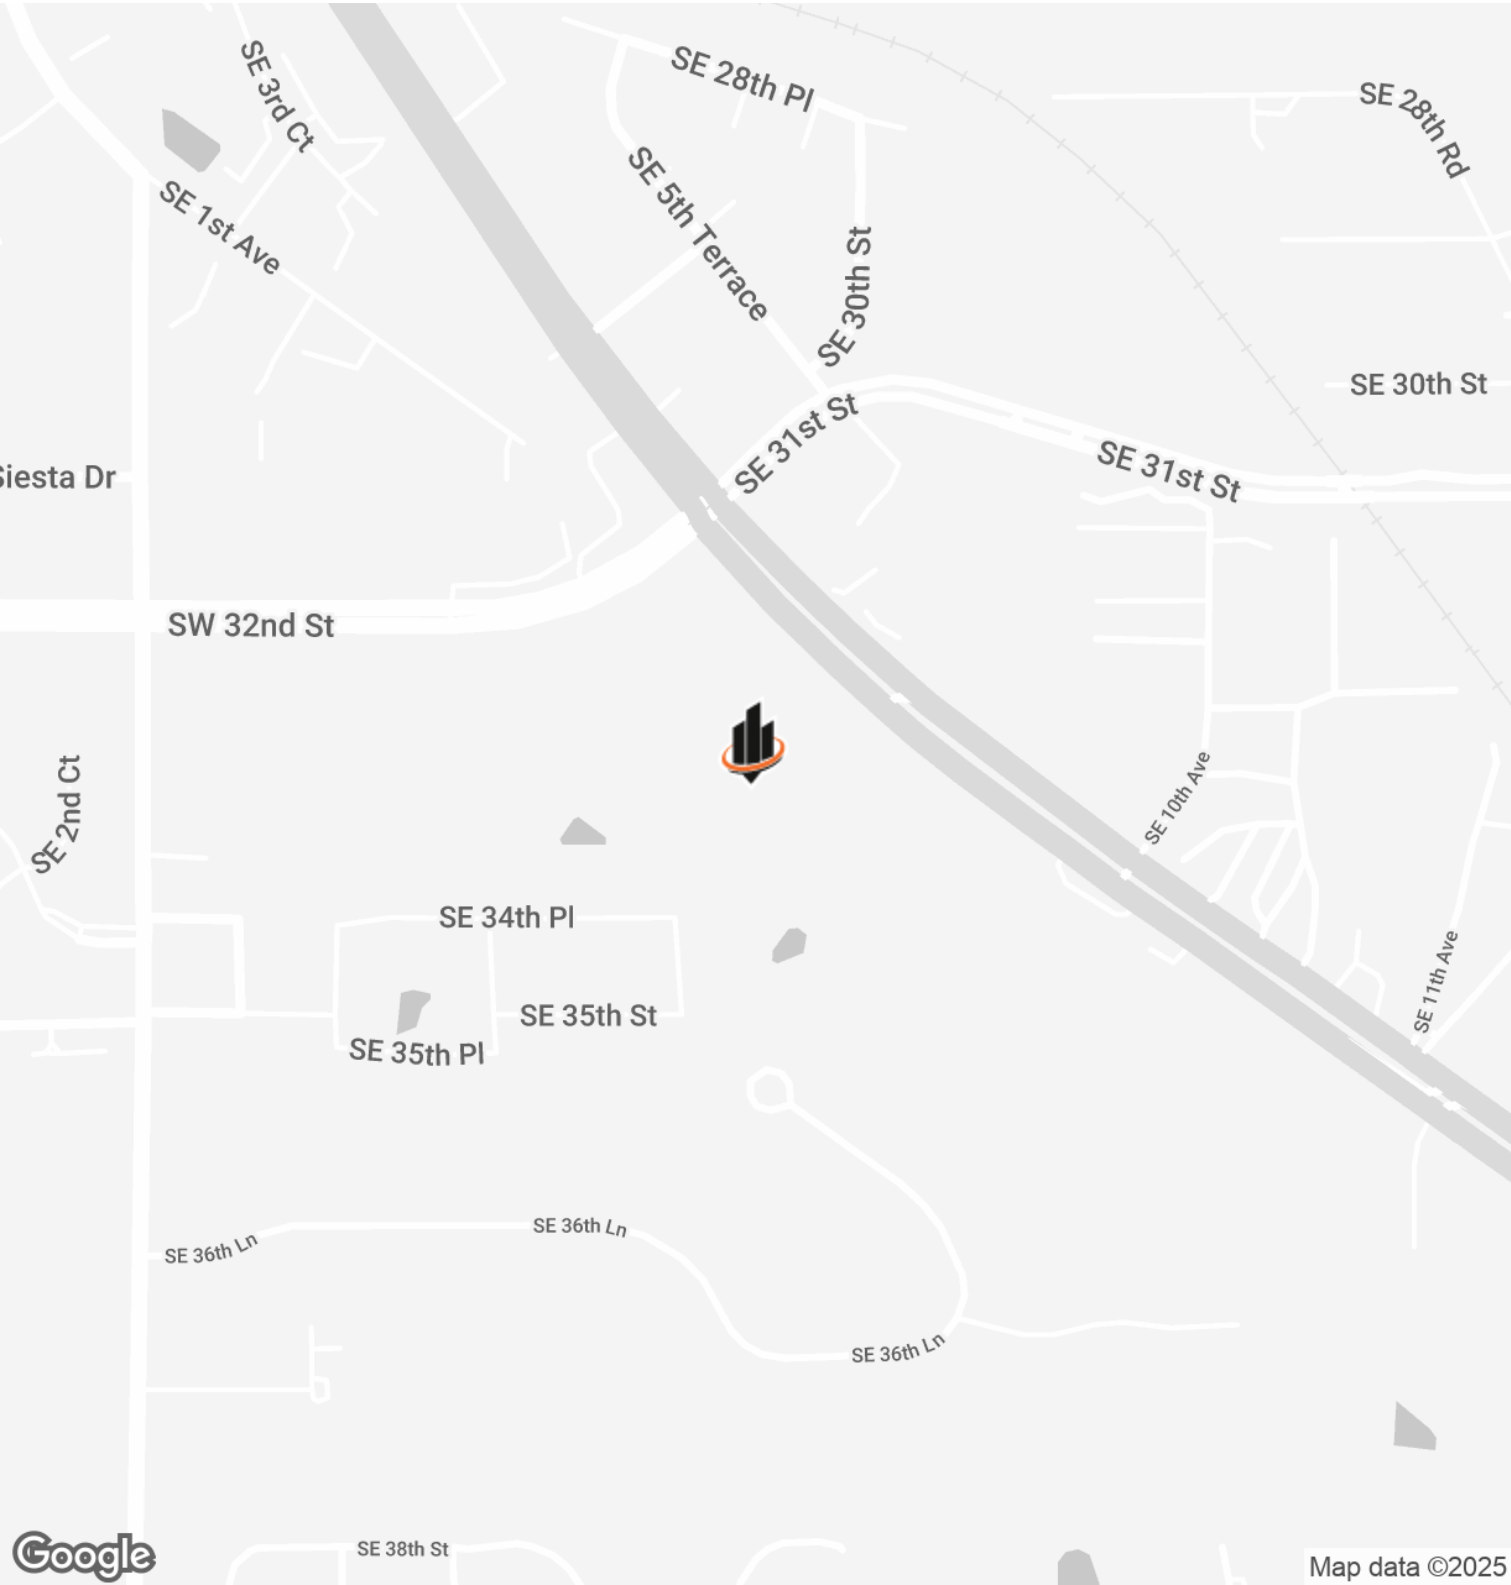 SE 28th Pl
SE 3rd Ct
SE 28th Rd
SE 5th Terrace
SE 1st Ave
SE 30th St
SE 30th St
SE 31st St
SE 31st St
Siesta Dr
SW 32nd St
SE 2nd Ct
SE 10th Ave
SE 34th Pl
SE 11th Ave
SE 35th St
SE 35th Pl
SE 36th Ln
SE 36th Ln
SE 36th Ln
SE 38th St
Google
Map data ©2025